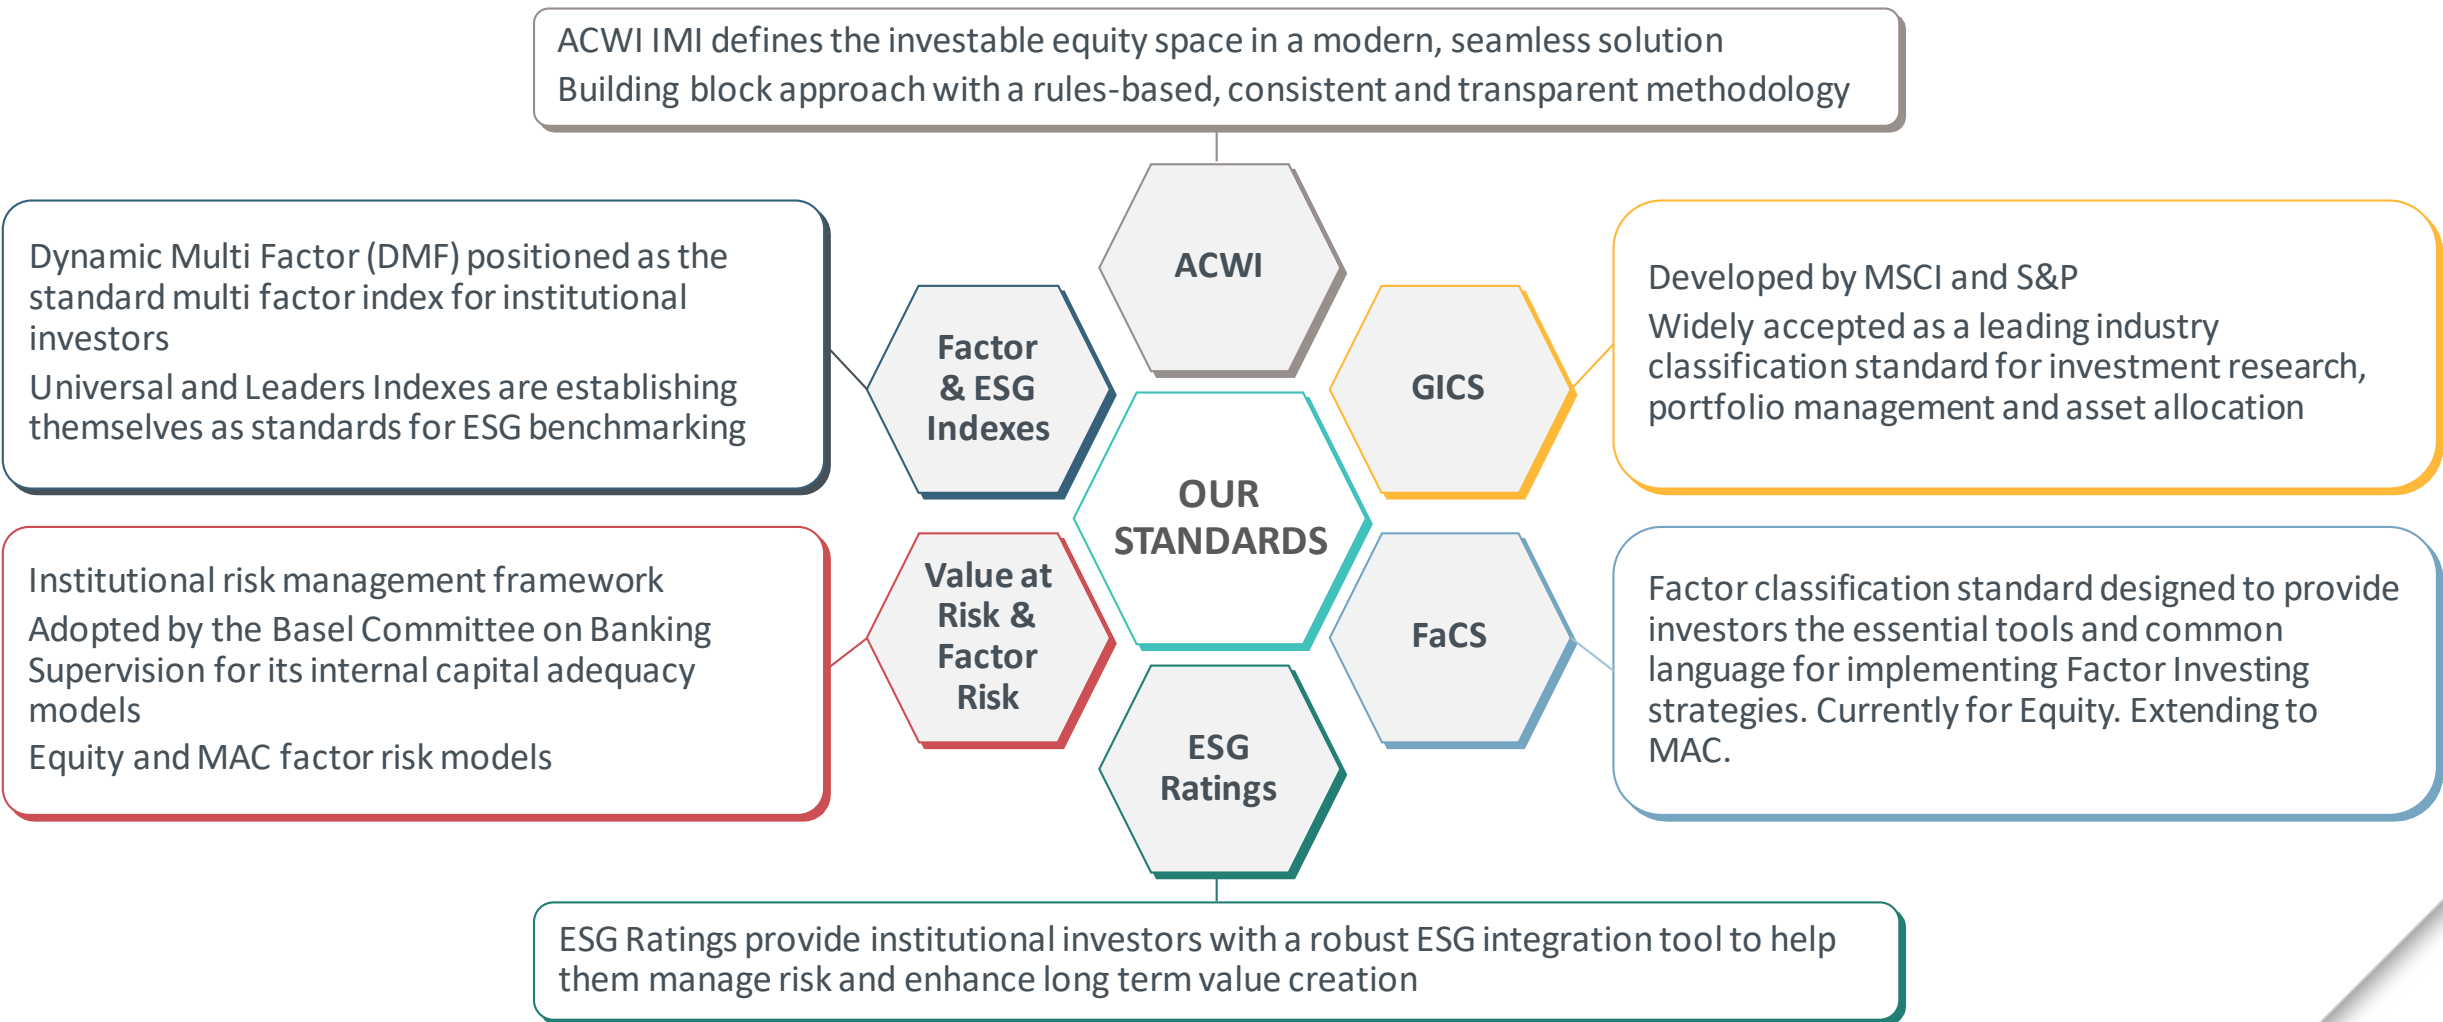 ACWI IMI defines the investable equity space in a modern, seamless solution
Building block approach with a rules-based, consistent and transparent methodology
ACWI
Dynamic Multi Factor (DMF) positioned as the
standard multi factor index for institutional
investors
Universal and Leaders Indexes are establishing
themselves as standards for ESG benchmarking
Factor
& ESG
Indexes
GICS
Developed by MSCI and S&P
Widely accepted as a leading industry
classification standard for investment research,
portfolio management and asset allocation
OUR
STANDARDS
Institutional risk management framework
Adopted by the Basel Committee on Banking
Supervision for its internal capital adequacy
models
Equity and MAC factor risk models
Value at
Risk &
Factor
Risk
FaCS
Factor classification standard designed to provide
investors the essential tools and common
language for implementing Factor Investing
strategies. Currently for Equity. Extending to
MAC.
ESG
Ratings
ESG Ratings provide institutional investors with a robust ESG integration tool to help
them manage risk and enhance long term value creation